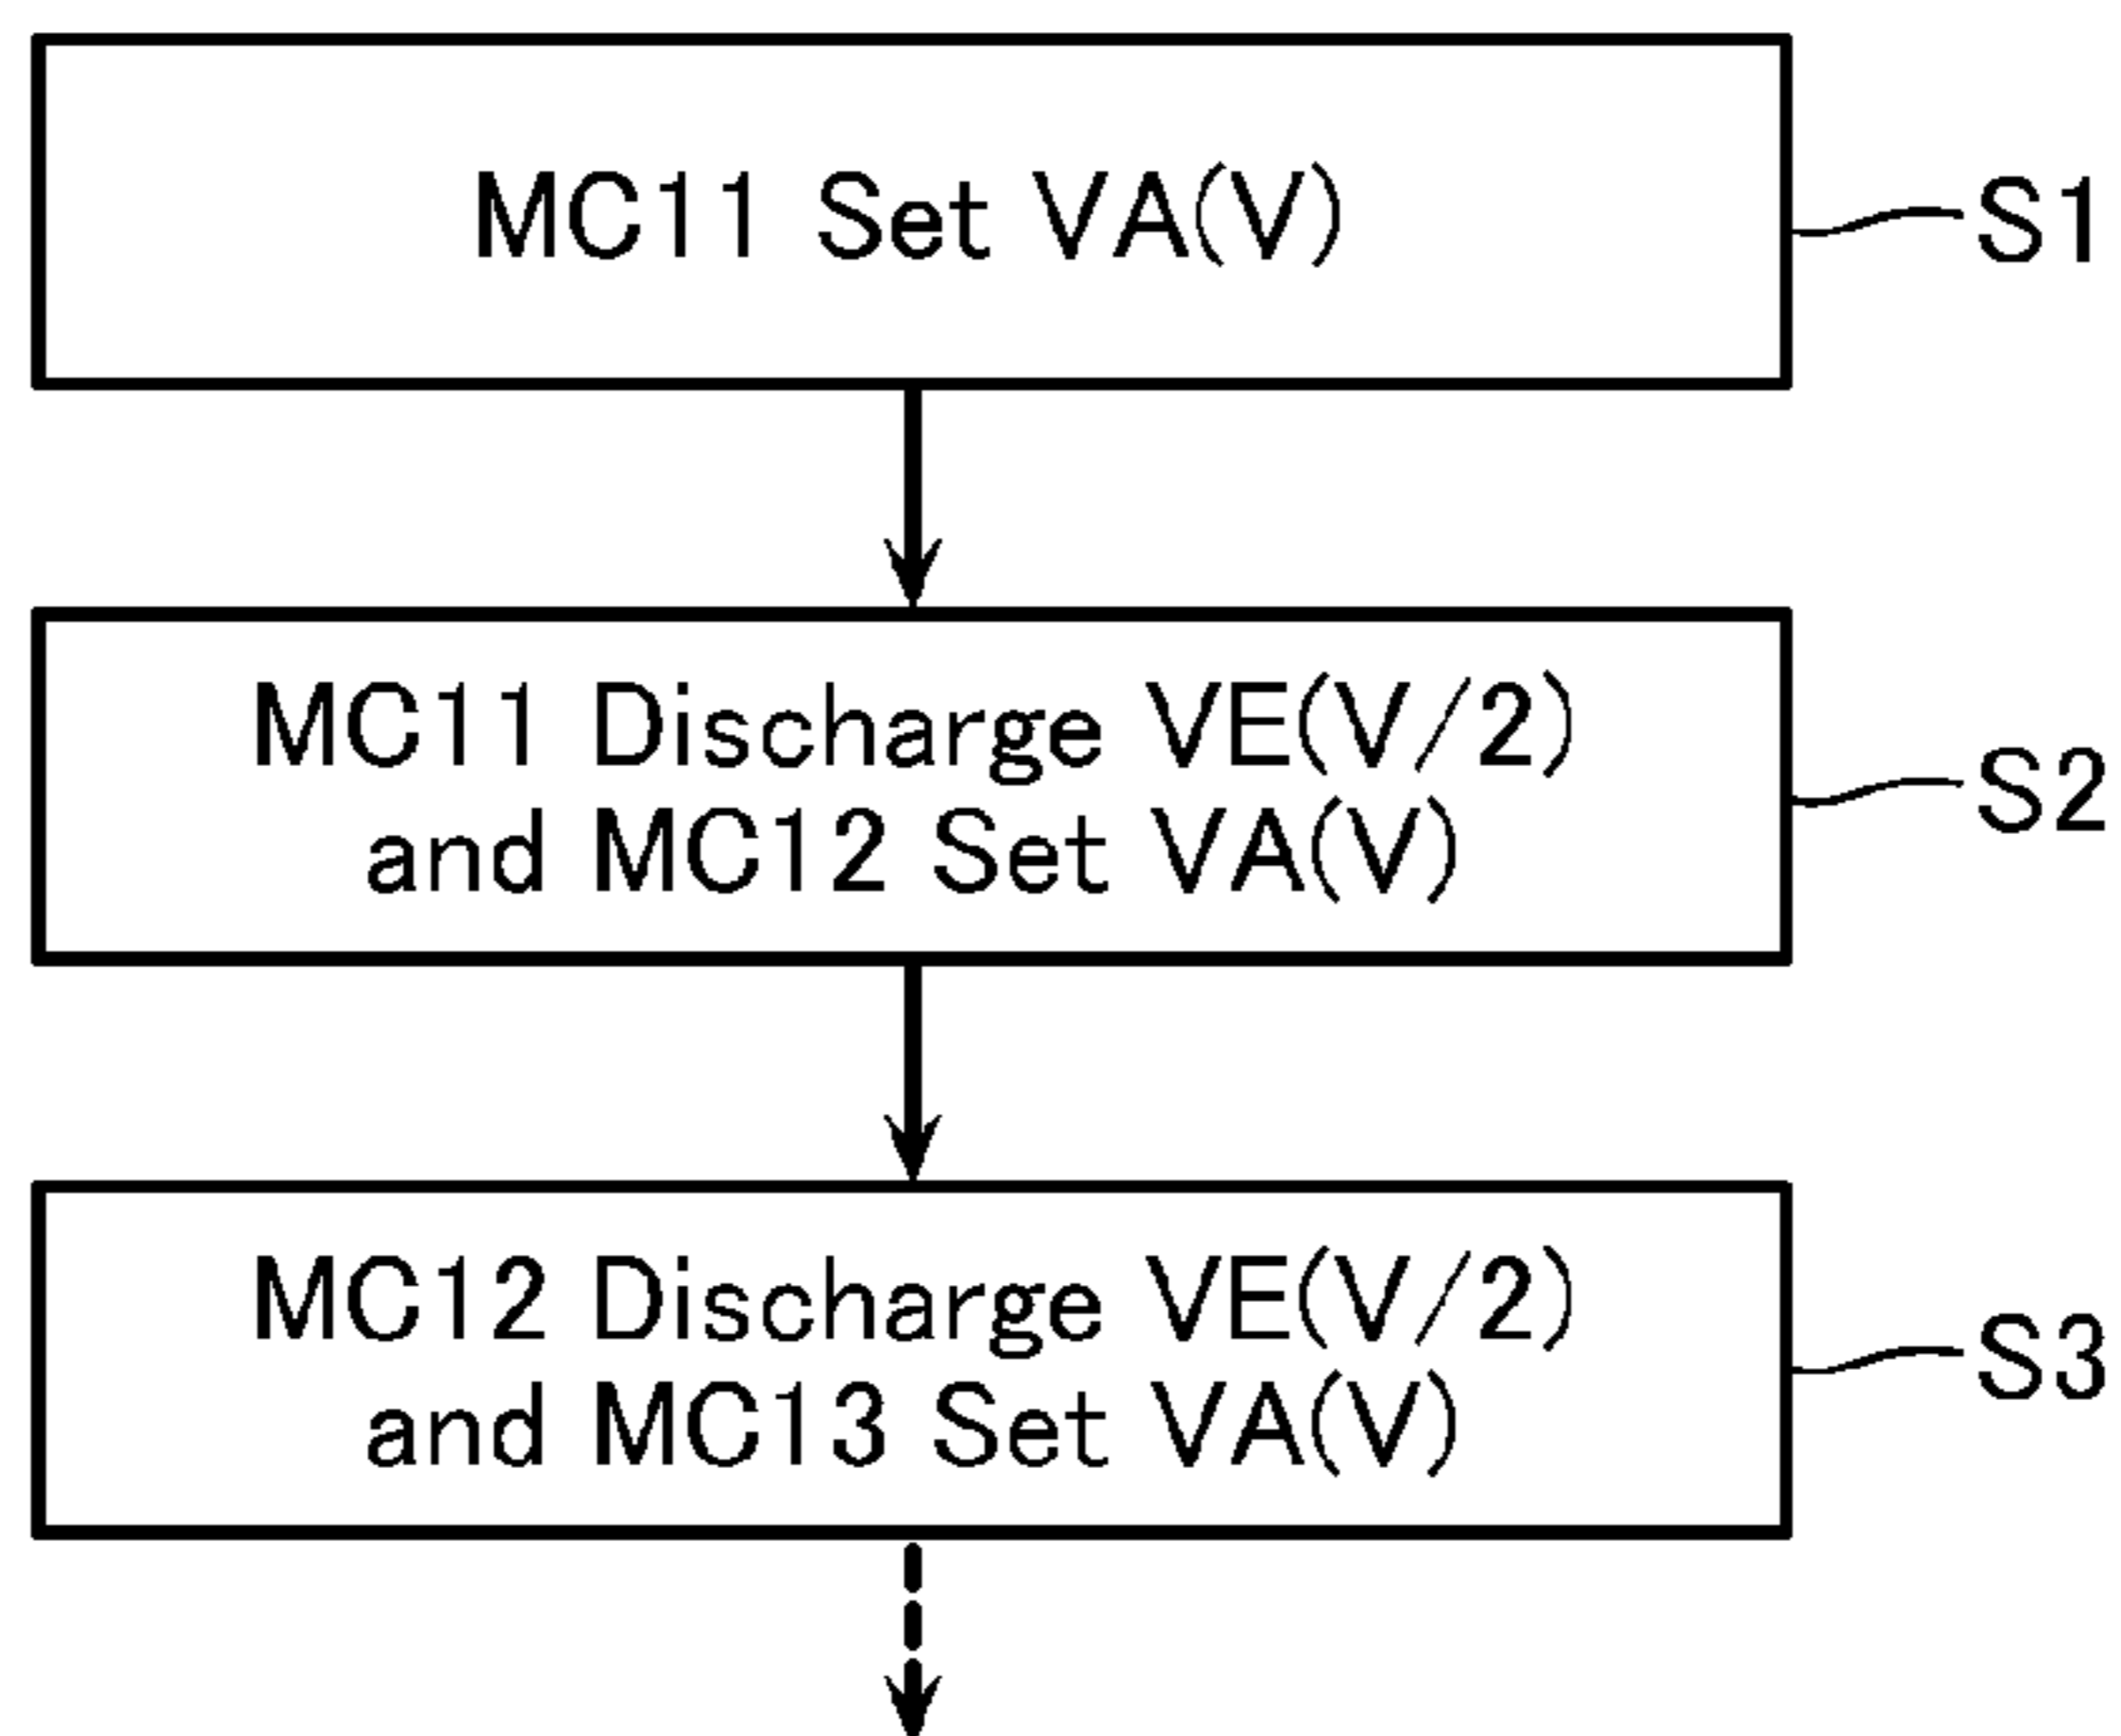 MC11 Set VA(V)
S1
MC11 Discharge VE(V/2)
and MC12 Set VA(V)
S2
MC12 Discharge VE(V/2)
and MC13 Set VA(V)
S3